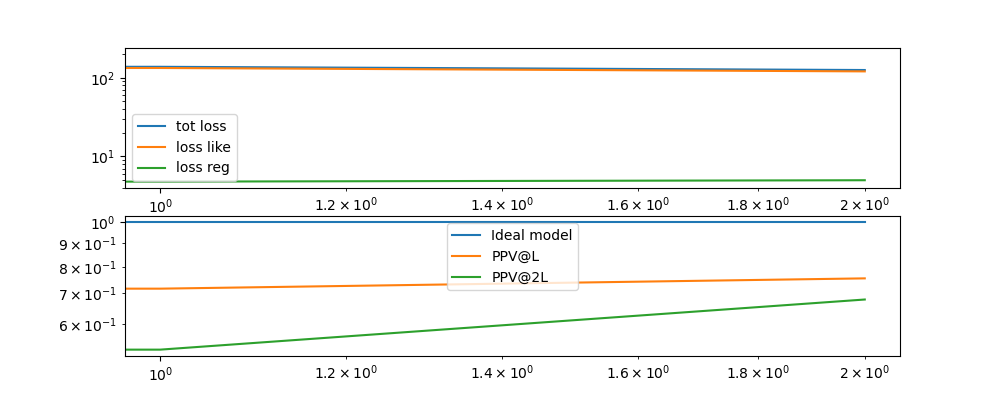 10²
10¹
tot loss
loss like
loss reg
10⁰
1.2 × 10⁰
1.4 × 10⁰
1.6 × 10⁰
1.8 × 10⁰
2 × 10⁰
10⁰
9 × 10⁻¹
8 × 10⁻¹
7 × 10⁻¹
6 × 10⁻¹
Ideal model
PPV@L
PPV@2L
10⁰
1.2 × 10⁰
1.4 × 10⁰
1.6 × 10⁰
1.8 × 10⁰
2 × 10⁰